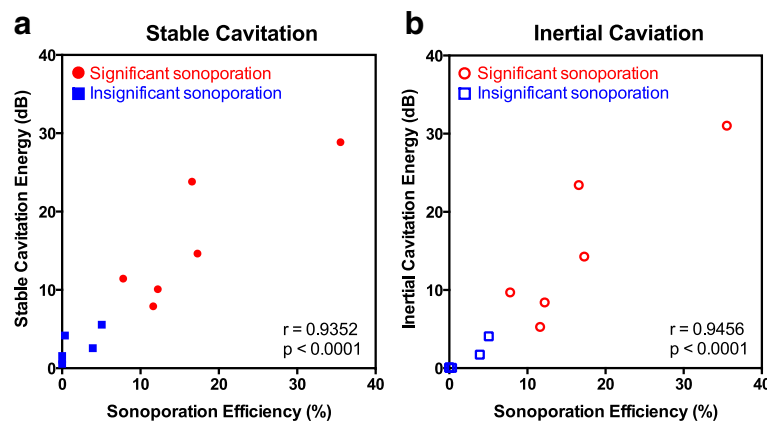 a
Stable Cavitation
Significant sonoporation
Insignificant sonoporation
Stable Cavitation Energy (dB)
40
30
20
10
0
r = 0.9352
p < 0.0001
0 10 20 30 40
Sonoporation Efficiency (%)
b
Inertial Caviation
Significant sonoporation
Insignificant sonoporation
Inertial Cavitation Energy (dB)
40
30
20
10
0
r = 0.9456
p < 0.0001
0 10 20 30 40
Sonoporation Efficiency (%)